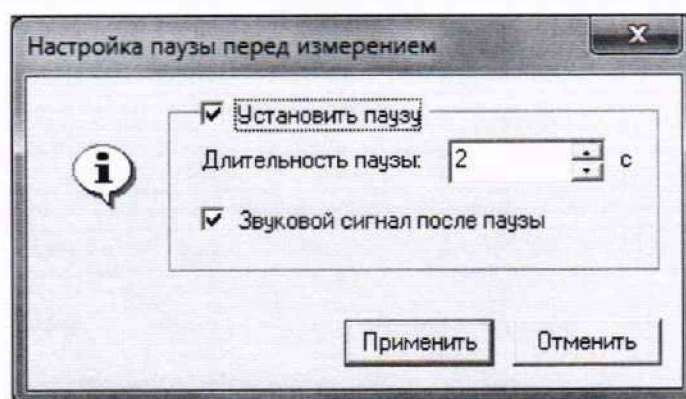 Настройка паузы перед измерением
Установить паузу
Длительность паузы: 2 с
Звуковой сигнал после паузы
Применить Отменить